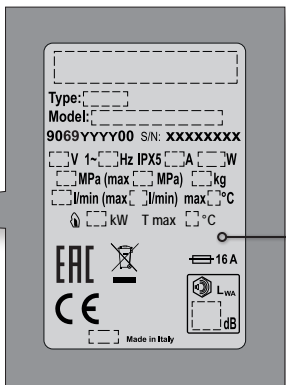 Type:
Model:
9069YYYY00 S/N: XXXXXXXX
V 1~ Hz IPX5 A W
MPa (max MPa) kg
l/min (max l/min) max °C
kW T max °C
EAC
16 A
CE
LWA
dB
Made in Italy